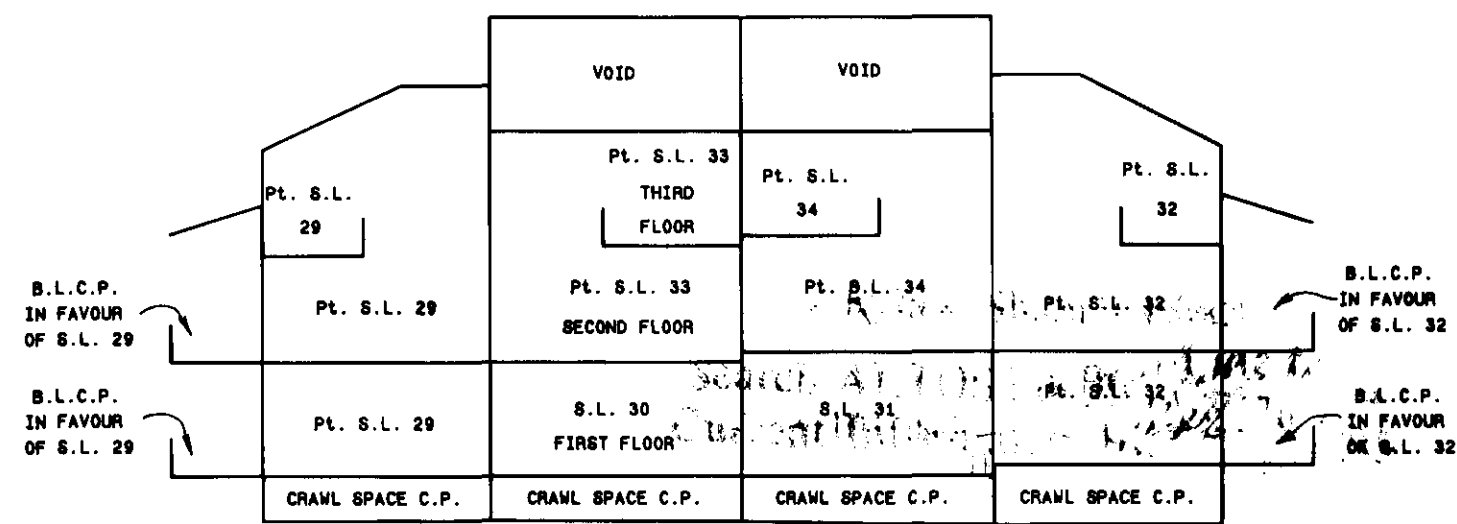 VOID
VOID
Pt. S.L. 33
THIRD
FLOOR
Pt. S.L.
34
Pt. S.L.
29
Pt. S.L.
32
B.L.C.P.
IN FAVOUR
OF S.L. 29
Pt. S.L. 29
Pt. S.L. 33
SECOND FLOOR
Pt. S.L. 34
Pt. S.L. 32
B.L.C.P.
IN FAVOUR
OF S.L. 32
B.L.C.P.
IN FAVOUR
OF S.L. 29
Pt. S.L. 29
S.L. 30
FIRST FLOOR
S.L. 31
Pt. S.L. 32
B.L.C.P.
IN FAVOUR
OF S.L. 32
CRAWL SPACE C.P.
CRAWL SPACE C.P.
CRAWL SPACE C.P.
CRAWL SPACE C.P.